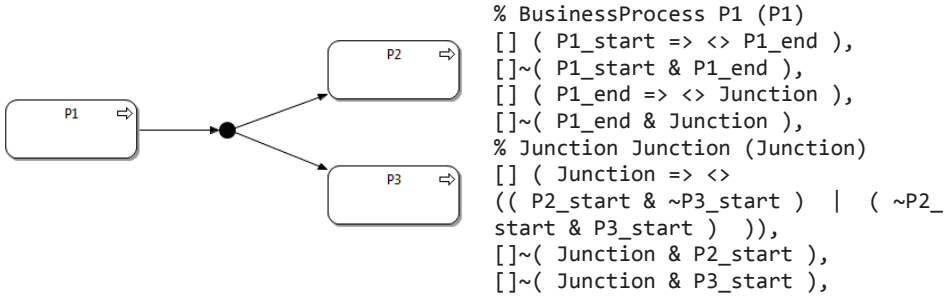 P1
P2
P3
% BusinessProcess P1 (P1)
[] ( P1_start => <> P1_end ),
[]~( P1_start & P1_end ),
[] ( P1_end => <> Junction ),
[]~( P1_end & Junction ),
% Junction Junction (Junction)
[] ( Junction => <>
(( P2_start & ~P3_start )  |  ( ~P2_
start & P3_start )  )),
[]~( Junction & P2_start ),
[]~( Junction & P3_start ),